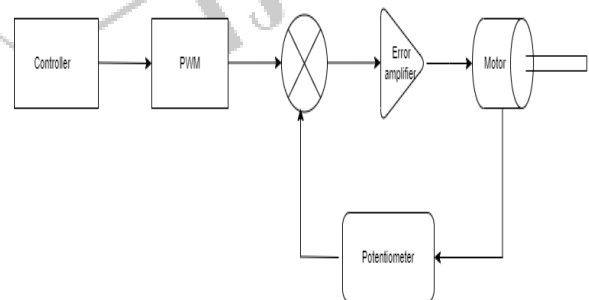 Controller
PWM
Error
amplifier
Motor
Potentiometer